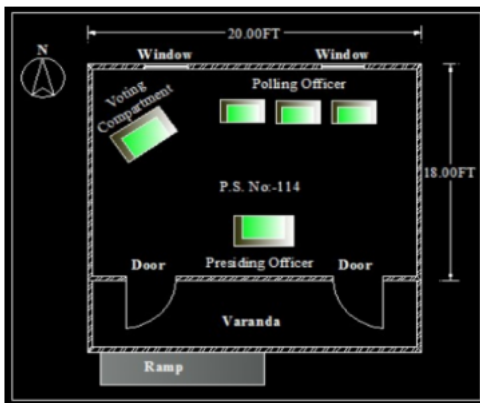 20.00FT
N
Window
Window
Voting
Compartment
Polling Officer
18.00FT
P.S. No:-114
Door
Presiding Officer
Door
Varanda
Ramp